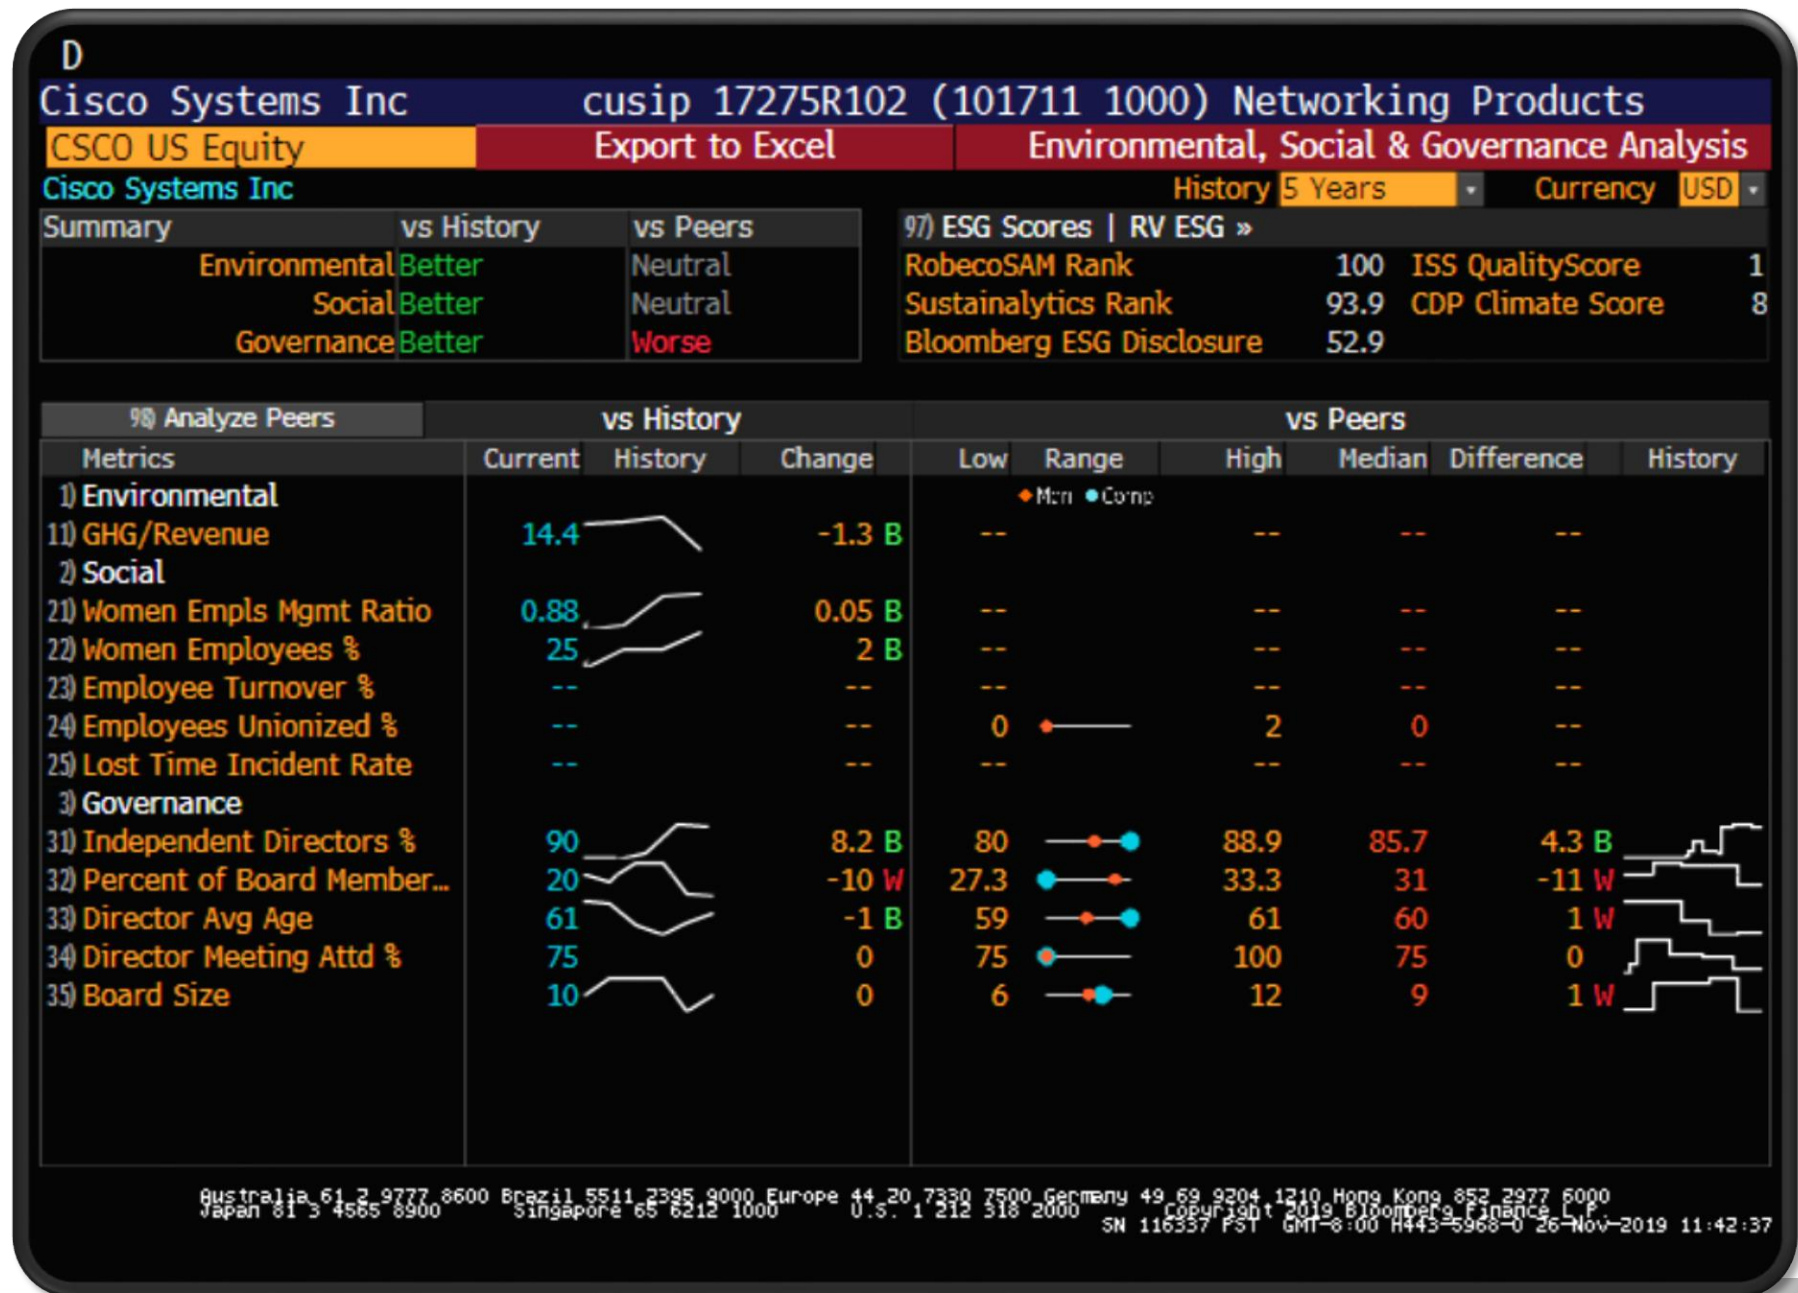 D
Cisco Systems Inc cusip 17275R102 (101711 1000) Networking Products
CSCO US Equity Export to Excel Environmental, Social & Governance Analysis
Cisco Systems Inc History 5 Years Currency USD
Summary vs History vs Peers 97) ESG Scores | RV ESG »
Environmental Better Neutral RobecoSAM Rank 100 ISS QualityScore 1
Social Better Neutral Sustainalytics Rank 93.9 CDP Climate Score 8
Governance Better Worse Bloomberg ESG Disclosure 52.9
98) Analyze Peers vs History vs Peers
Metrics Current History Change Low Range High Median Difference History
1) Environmental Comp
11) GHG/Revenue 14.4 -1.3 B -- -- -- --
2) Social
21) Women Empls Mgmt Ratio 0.88 0.05 B -- -- -- --
22) Women Employees % 25 2 B -- -- -- --
23) Employee Turnover % -- -- -- -- -- --
24) Employees Unionized % -- -- 0 2 0 --
25) Lost Time Incident Rate -- -- -- -- -- --
3) Governance
31) Independent Directors % 90 8.2 B 80 88.9 85.7 4.3 B
32) Percent of Board Member... 20 -10 W 27.3 33.3 31 -11 W
33) Director Avg Age 61 -1 B 59 61 60 1 W
34) Director Meeting Attd % 75 0 75 100 75 0
35) Board Size 10 0 6 12 9 1 W
Australia 61 2 9777 8600 Brazil 5511 2395 9000 Europe 44 20 7330 7500 Germany 49 69 9204 1210 Hong Kong 852 2977 6000
Japan 81 3 4565 8900 Singapore 65 6212 1000 U.S. 1 212 318 2000 Copyright 2019 Bloomberg Finance L.P.
SN 116337 PST GMT-8:00 H443-5968-0 26-Nov-2019 11:42:37